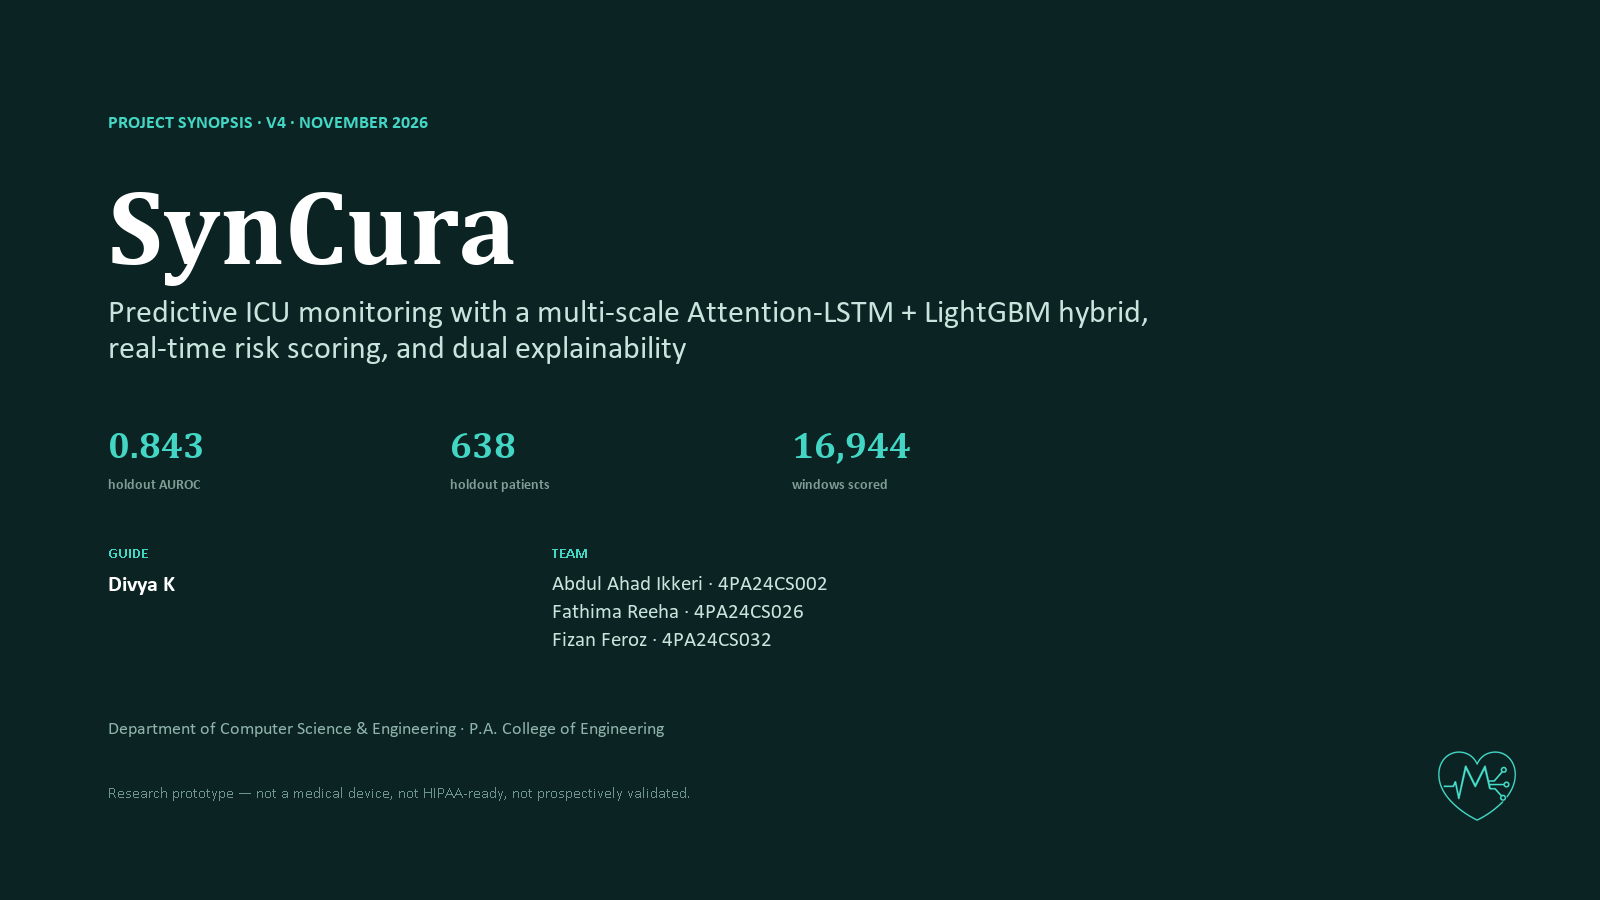 PROJECT SYNOPSIS · V4 · NOVEMBER 2026
SynCura
Predictive ICU monitoring with a multi-scale Attention-LSTM + LightGBM hybrid,
real-time risk scoring, and dual explainability
0.843
holdout AUROC
638
holdout patients
16,944
windows scored
GUIDE
Divya K
TEAM
Abdul Ahad Ikkeri · 4PA24CS002
Fathima Reeha · 4PA24CS026
Fizan Feroz · 4PA24CS032
Department of Computer Science & Engineering · P.A. College of Engineering
Research prototype — not a medical device, not HIPAA-ready, not prospectively validated.